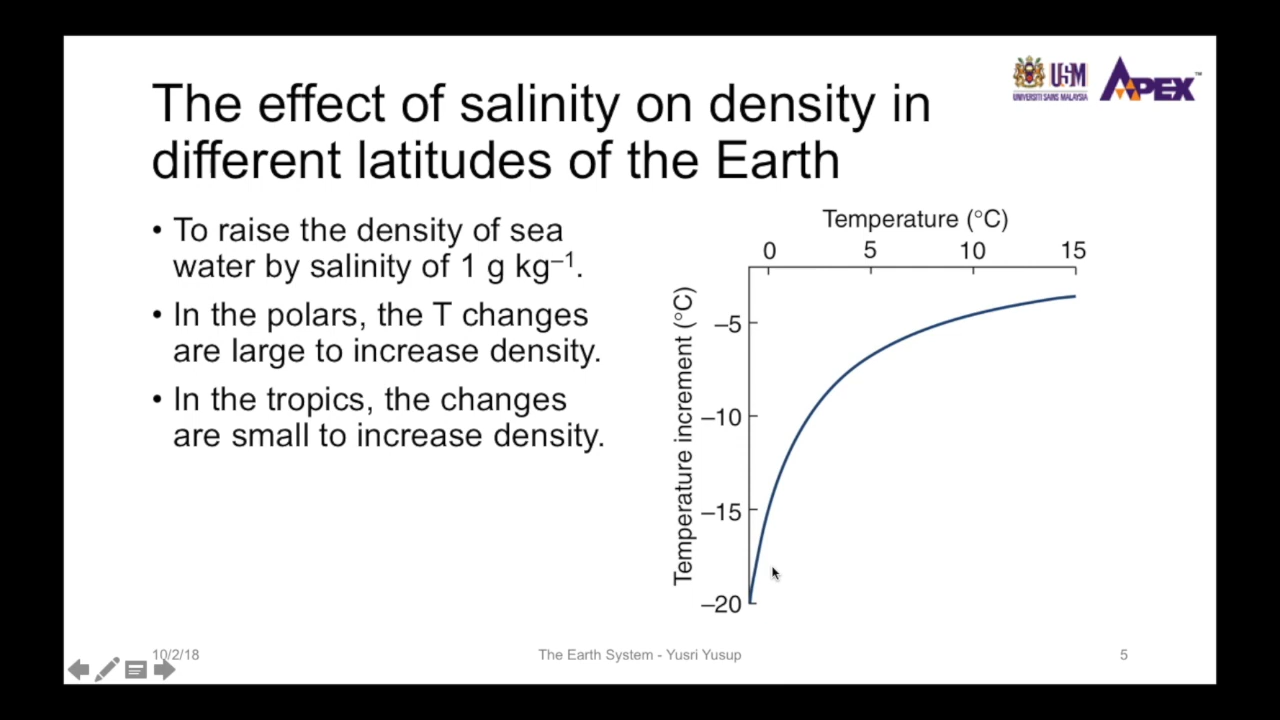 The effect of salinity on density in
different latitudes of the Earth
USM
UNIVERSITI SAINS MALAYSIA
APEX™
• To raise the density of sea
water by salinity of 1 g kg⁻¹.
• In the polars, the T changes
are large to increase density.
• In the tropics, the changes
are small to increase density.
Temperature (°C)
0 5 10 15
Temperature increment (°C)
–5
–10
–15
–20
10/2/18
The Earth System - Yusri Yusup
5